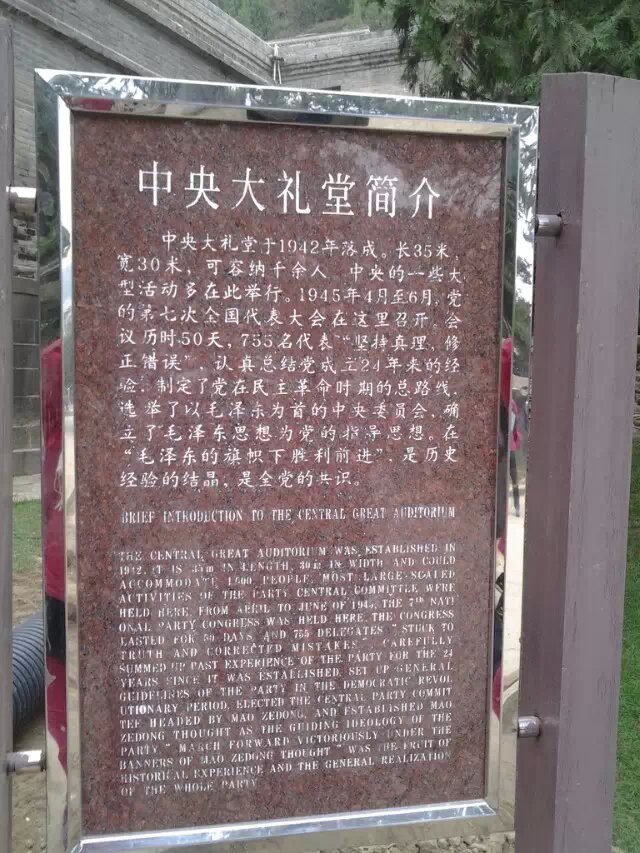 中央大礼堂简介
中央大礼堂于1942年落成。长35米，
宽30米，可容纳千余人，中央的一些大
型活动多在此举行。1945年4月至6月，党
的第七次全国代表大会在这里召开。会
议历时50天，755名代表“坚持真理，修
正错误”，认真总结党成立24年来的经
验，制定了党在民主革命时期的总路线，
选举了以毛泽东为首的中央委员会，确
立了毛泽东思想为党的指导思想。在
“毛泽东的旗帜下胜利前进”，是历史
经验的结晶，是全党的共识。
BRIEF INTRODUCTION TO THE CENTRAL GREAT AUDITORIUM
THE CENTRAL GREAT AUDITORIUM WAS ESTABLISHED IN
1942. IT IS 35m IN LENGTH, 30m IN WIDTH AND COULD
ACCOMMODATE 1,000 PEOPLE. MOST LARGE-SCALED
ACTIVITIES OF THE PARTY CENTRAL COMMITTEE WERE
HELD HERE. FROM APRIL TO JUNE OF 1945, THE 7TH NATI
ONAL PARTY CONGRESS WAS HELD HERE. THE CONGRESS
LASTED FOR 50 DAYS AND 755 DELEGATES "STUCK TO
TRUTH AND CORRECTED MISTAKES", CAREFULLY
SUMMED UP PAST EXPERIENCE OF THE PARTY FOR THE 24
YEARS SINCE IT WAS ESTABLISHED, SET UP GENERAL
GUIDELINES OF THE PARTY IN THE DEMOCRATIC REVOL
UTIONARY PERIOD, ELECTED THE CENTRAL PARTY COMMIT
TEE HEADED BY MAO ZEDONG, AND ESTABLISHED MAO
ZEDONG THOUGHT AS THE GUIDING IDEOLOGY OF THE
PARTY. "MARCH FORWARD VICTORIOUSLY UNDER THE
BANNERS OF MAO ZEDONG THOUGHT" WAS THE FRUIT OF
HISTORICAL EXPERIENCE AND THE GENERAL REALIZATION
OF THE WHOLE PARTY